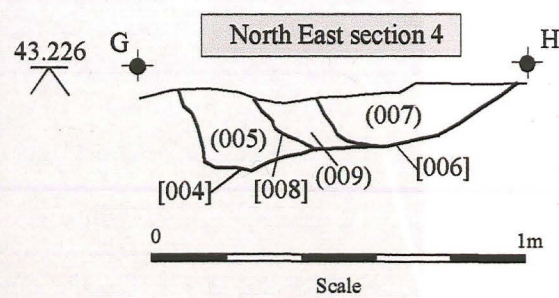 North East section 4
43.226
G
H
(005)
(007)
[004]
[008]
(009)
[006]
0
1m
Scale